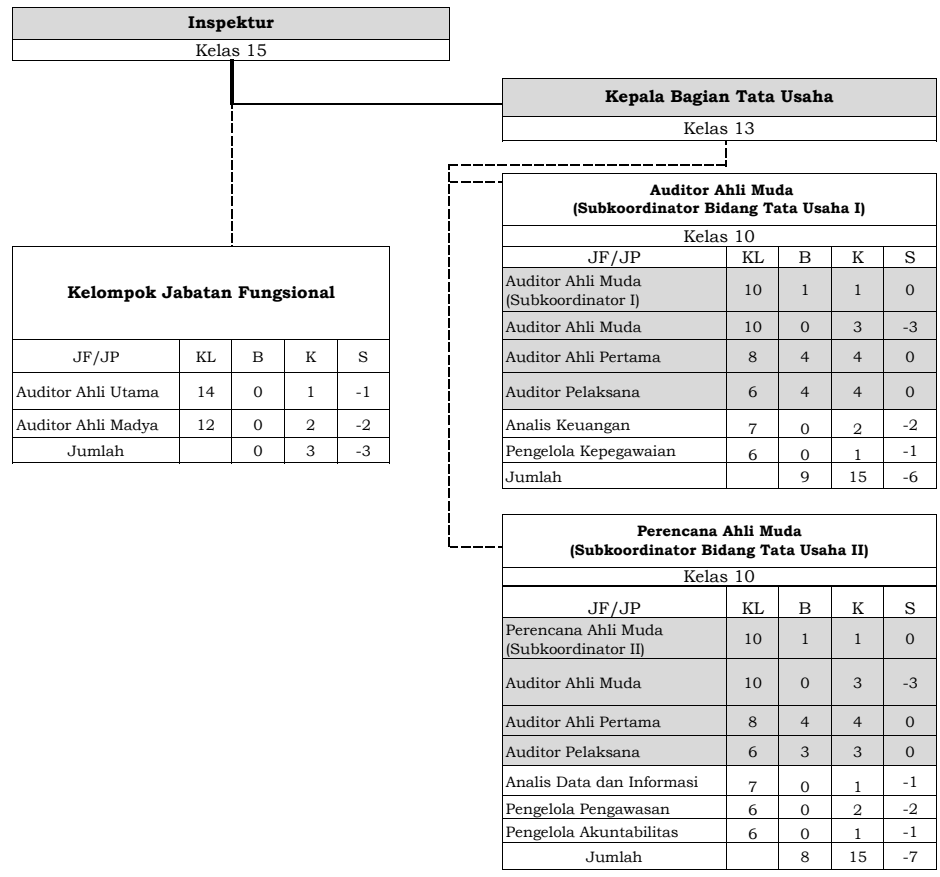 Inspektur
Kelas 15
Kepala Bagian Tata Usaha
Kelas 13
Kelompok Jabatan Fungsional
JF/JP KL B K S
Auditor Ahli Utama 14 0 1 -1
Auditor Ahli Madya 12 0 2 -2
Jumlah 0 3 -3
Auditor Ahli Muda
(Subkoordinator Bidang Tata Usaha I)
Kelas 10
JF/JP KL B K S
Auditor Ahli Muda
(Subkoordinator I) 10 1 1 0
Auditor Ahli Muda 10 0 3 -3
Auditor Ahli Pertama 8 4 4 0
Auditor Pelaksana 6 4 4 0
Analis Keuangan 7 0 2 -2
Pengelola Kepegawaian 6 0 1 -1
Jumlah 9 15 -6
Perencana Ahli Muda
(Subkoordinator Bidang Tata Usaha II)
Kelas 10
JF/JP KL B K S
Perencana Ahli Muda
(Subkoordinator II) 10 1 1 0
Auditor Ahli Muda 10 0 3 -3
Auditor Ahli Pertama 8 4 4 0
Auditor Pelaksana 6 3 3 0
Analis Data dan Informasi 7 0 1 -1
Pengelola Pengawasan 6 0 2 -2
Pengelola Akuntabilitas 6 0 1 -1
Jumlah 8 15 -7